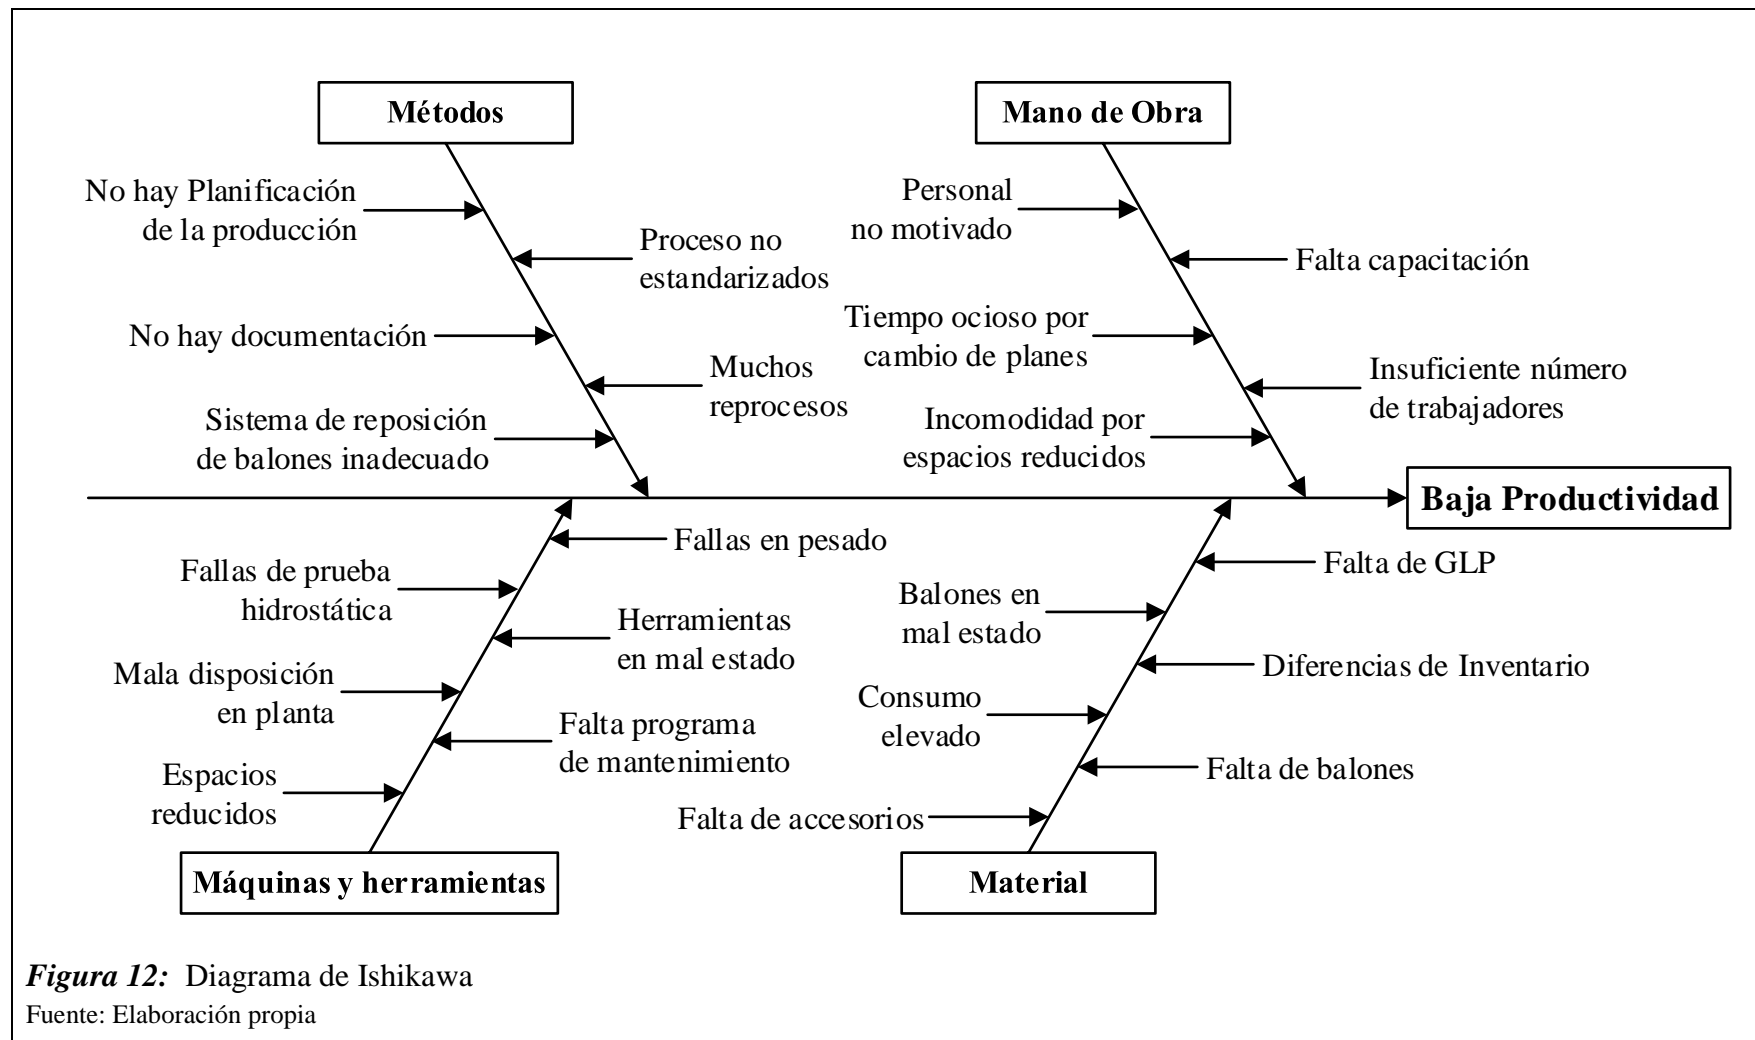 Métodos
Mano de Obra
No hay Planificación
de la producción
Proceso no
estandarizados
No hay documentación
Muchos
reprocesos
Sistema de reposición
de balones inadecuado
Personal
no motivado
Falta capacitación
Tiempo ocioso por
cambio de planes
Insuficiente número
de trabajadores
Incomodidad por
espacios reducidos
Baja Productividad
Fallas en pesado
Fallas de prueba
hidrostática
Herramientas
en mal estado
Mala disposición
en planta
Falta programa
de mantenimiento
Espacios
reducidos
Falta de GLP
Balones en
mal estado
Diferencias de Inventario
Consumo
elevado
Falta de balones
Falta de accesorios
Máquinas y herramientas
Material
Figura 12: Diagrama de Ishikawa
Fuente: Elaboración propia